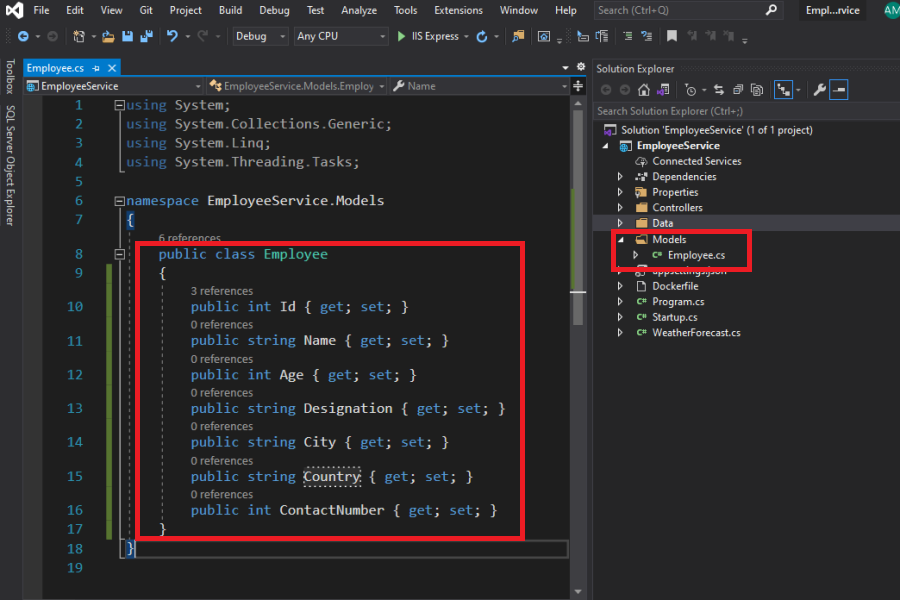 File Edit View Git Project Build Debug Test Analyze Tools Extensions Window Help Search (Ctrl+Q) Empl...rvice AM
Debug Any CPU IIS Express
Toolbox
SQL Server Object Explorer
Employee.cs
EmployeeService EmployeeService.Models.Employ Name
1 using System;
2 using System.Collections.Generic;
3 using System.Linq;
4 using System.Threading.Tasks;
5
6 namespace EmployeeService.Models
7 {
6 references
8 public class Employee
9 {
3 references
10 public int Id { get; set; }
0 references
11 public string Name { get; set; }
0 references
12 public int Age { get; set; }
0 references
13 public string Designation { get; set; }
0 references
14 public string City { get; set; }
0 references
15 public string Country { get; set; }
0 references
16 public int ContactNumber { get; set; }
17 }
18 }
19
Solution Explorer
Search Solution Explorer (Ctrl+;)
Solution 'EmployeeService' (1 of 1 project)
EmployeeService
Connected Services
Dependencies
Properties
Controllers
Data
Models
C# Employee.cs
appsettings.json
Dockerfile
C# Program.cs
C# Startup.cs
C# WeatherForecast.cs